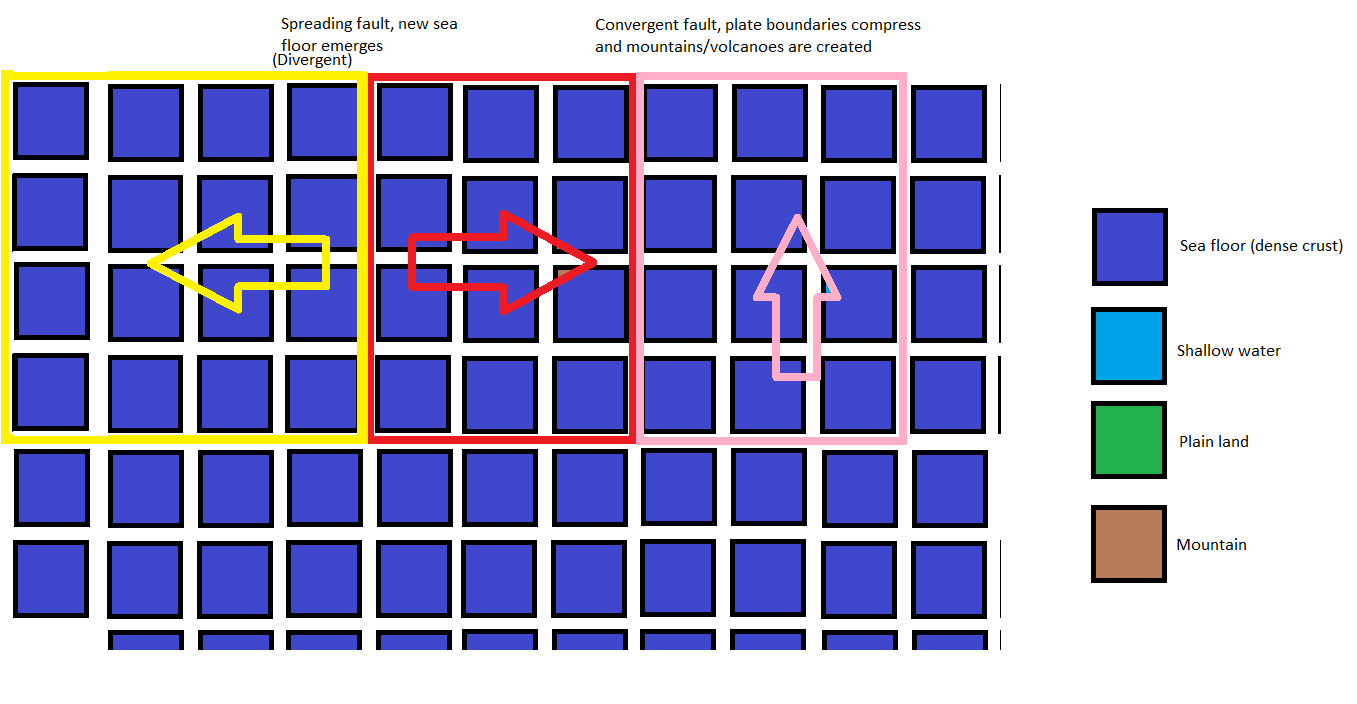 Spreading fault, new sea
floor emerges
(Divergent)
Convergent fault, plate boundaries compress
and mountains/volcanoes are created
Sea floor (dense crust)
Shallow water
Plain land
Mountain